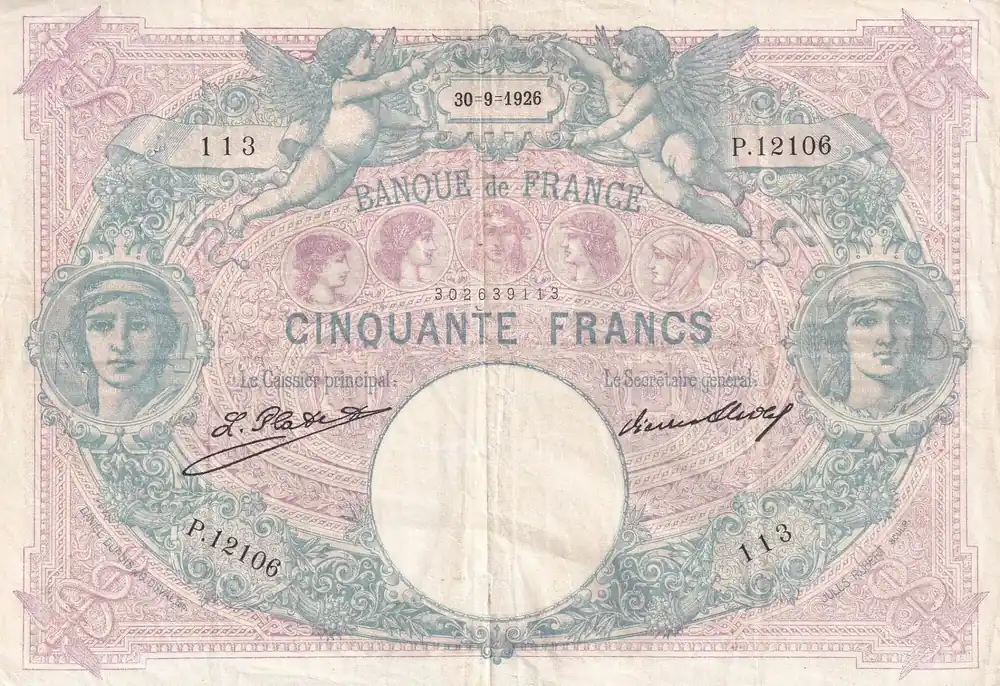 30=9=1926
113
P.12106
BANQUE de FRANCE
302639113
CINQUANTE FRANCS
Le Caissier principal,
Le Secrétaire général,
L. Platet
P.12106
113